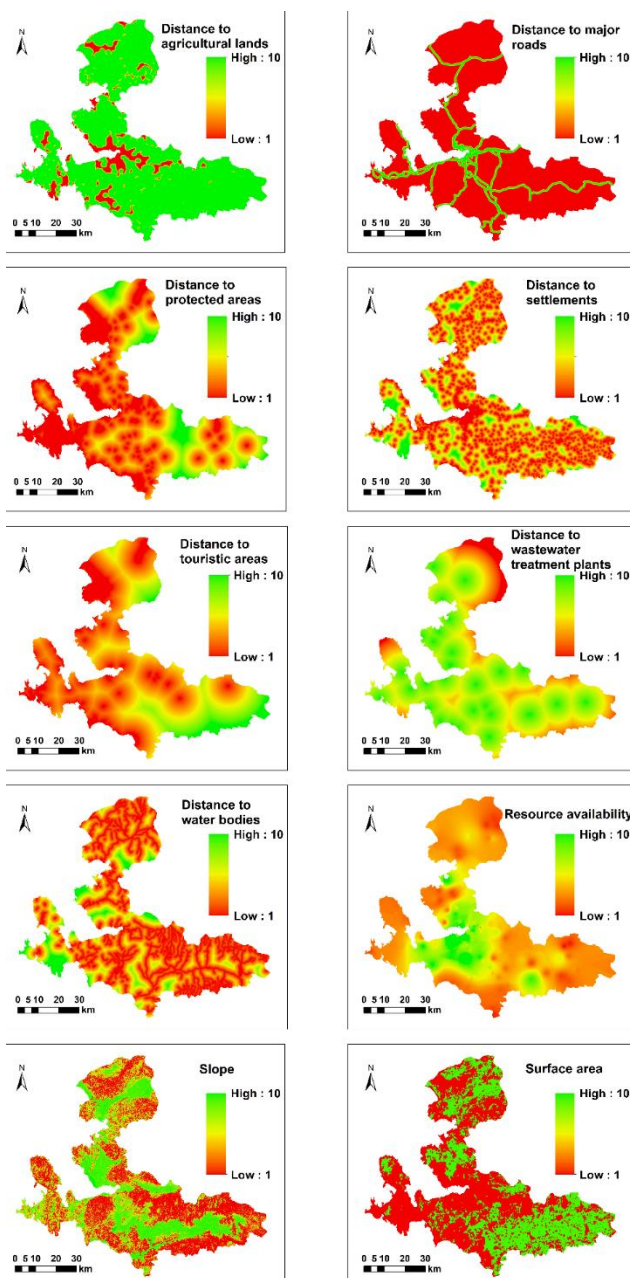 N
Distance to
agricultural lands
High : 10
Low : 1
0 5 10 20 30
km
N
Distance to major
roads
High : 10
Low : 1
0 5 10 20 30
km
N
Distance to
protected areas
High : 10
Low : 1
0 5 10 20 30
km
N
Distance to
settlements
High : 10
Low : 1
0 5 10 20 30
km
N
Distance to
touristic areas
High : 10
Low : 1
0 5 10 20 30
km
N
Distance to
wastewater
treatment plants
High : 10
Low : 1
0 5 10 20 30
km
N
Distance to
water bodies
High : 10
Low : 1
0 5 10 20 30
km
N
Resource availability
High : 10
Low : 1
0 5 10 20 30
km
N
Slope
High : 10
Low : 1
0 5 10 20 30
km
N
Surface area
High : 10
Low : 1
0 5 10 20 30
km